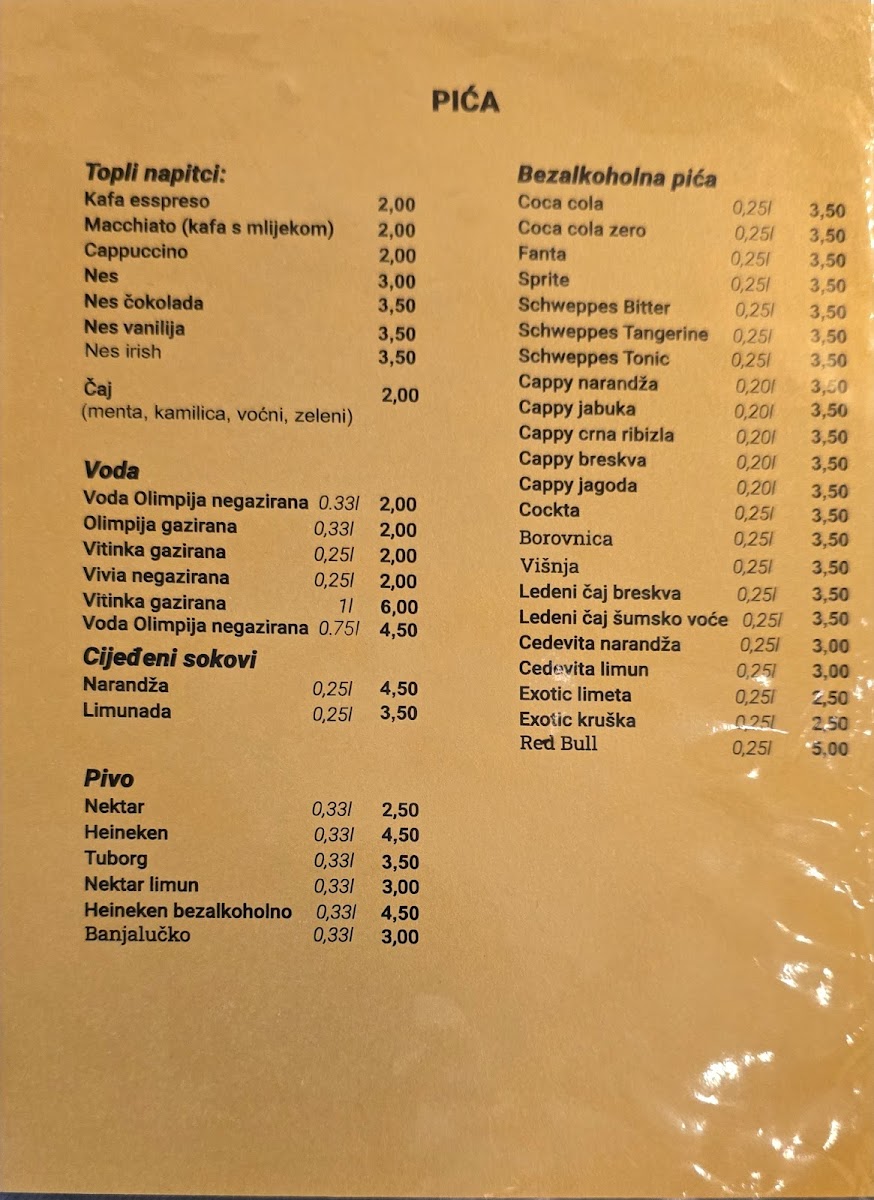 PIĆA
Topli napitci:
Kafa esspreso 2,00
Macchiato (kafa s mlijekom) 2,00
Cappuccino 2,00
Nes 3,00
Nes čokolada 3,50
Nes vanilija 3,50
Nes irish 3,50
Čaj 2,00
(menta, kamilica, voćni, zeleni)
Voda
Voda Olimpija negazirana 0.33l 2,00
Olimpija gazirana 0,33l 2,00
Vitinka gazirana 0,25l 2,00
Vivia negazirana 0,25l 2,00
Vitinka gazirana 1l 6,00
Voda Olimpija negazirana 0.75l 4,50
Cijeđeni sokovi
Narandža 0,25l 4,50
Limunada 0,25l 3,50
Pivo
Nektar 0,33l 2,50
Heineken 0,33l 4,50
Tuborg 0,33l 3,50
Nektar limun 0,33l 3,00
Heineken bezalkoholno 0,33l 4,50
Banjalučko 0,33l 3,00
Bezalkoholna pića
Coca cola 0,25l 3,50
Coca cola zero 0,25l 3,50
Fanta 0,25l 3,50
Sprite 0,25l 3,50
Schweppes Bitter 0,25l 3,50
Schweppes Tangerine 0,25l 3,50
Schweppes Tonic 0,25l 3,50
Cappy narandža 0,20l 3,50
Cappy jabuka 0,20l 3,50
Cappy crna ribizla 0,20l 3,50
Cappy breskva 0,20l 3,50
Cappy jagoda 0,20l 3,50
Cockta 0,25l 3,50
Borovnica 0,25l 3,50
Višnja 0,25l 3,50
Ledeni čaj breskva 0,25l 3,50
Ledeni čaj šumsko voće 0,25l 3,50
Cedevita narandža 0,25l 3,00
Cedevita limun 0,25l 3,00
Exotic limeta 0,25l 2,50
Exotic kruška 0,25l 2,50
Red Bull 0,25l 5,00